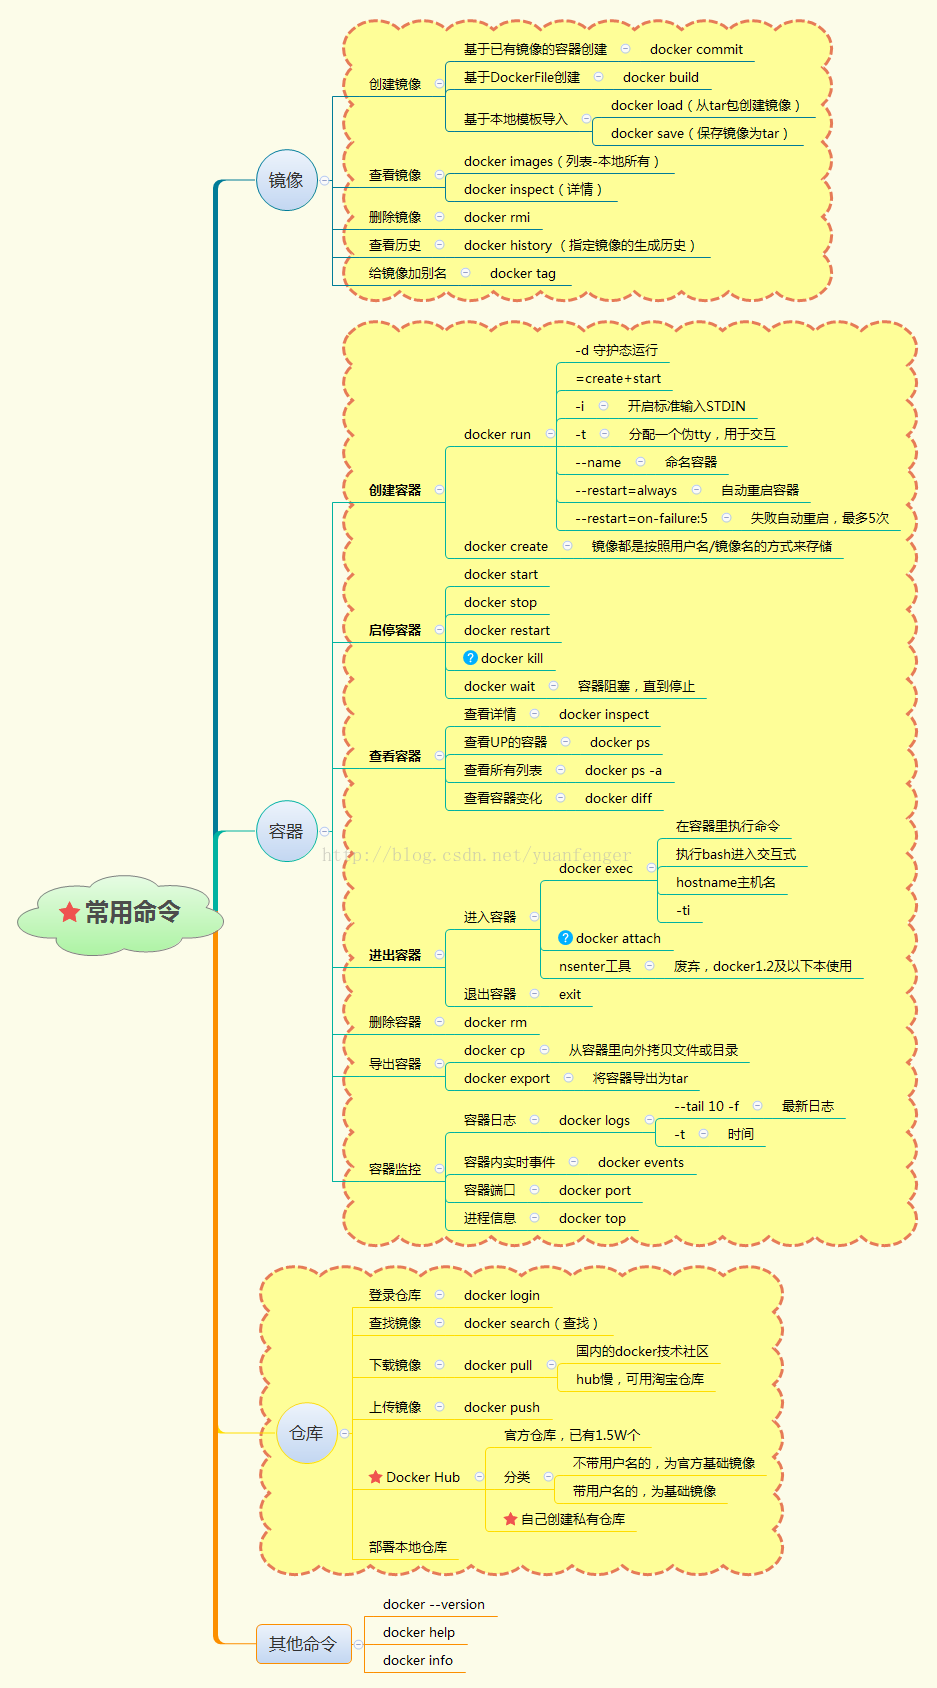 常用命令
镜像
创建镜像
基于已有镜像的容器创建 docker commit
基于DockerFile创建 docker build
基于本地模板导入
docker load（从tar包创建镜像）
docker save（保存镜像为tar）
查看镜像
docker images（列表-本地所有）
docker inspect（详情）
删除镜像 docker rmi
查看历史 docker history （指定镜像的生成历史）
给镜像加别名 docker tag
容器
创建容器
docker run
-d 守护态运行
=create+start
-i 开启标准输入STDIN
-t 分配一个伪tty，用于交互
--name 命名容器
--restart=always 自动重启容器
--restart=on-failure:5 失败自动重启，最多5次
docker create 镜像都是按照用户名/镜像名的方式来存储
启停容器
docker start
docker stop
docker restart
? docker kill
docker wait 容器阻塞，直到停止
查看容器
查看详情 docker inspect
查看UP的容器 docker ps
查看所有列表 docker ps -a
查看容器变化 docker diff
http://blog.csdn.net/yuanfenger
进出容器
进入容器
docker exec
在容器里执行命令
执行bash进入交互式
hostname主机名
-ti
? docker attach
nsenter工具 废弃，docker1.2及以下本使用
退出容器 exit
删除容器 docker rm
导出容器
docker cp 从容器里向外拷贝文件或目录
docker export 将容器导出为tar
容器监控
容器日志 docker logs
--tail 10 -f 最新日志
-t 时间
容器内实时事件 docker events
容器端口 docker port
进程信息 docker top
仓库
登录仓库 docker login
查找镜像 docker search（查找）
下载镜像 docker pull
国内的docker技术社区
hub慢，可用淘宝仓库
上传镜像 docker push
Docker Hub
官方仓库，已有1.5W个
分类
不带用户名的，为官方基础镜像
带用户名的，为基础镜像
自己创建私有仓库
部署本地仓库
其他命令
docker --version
docker help
docker info